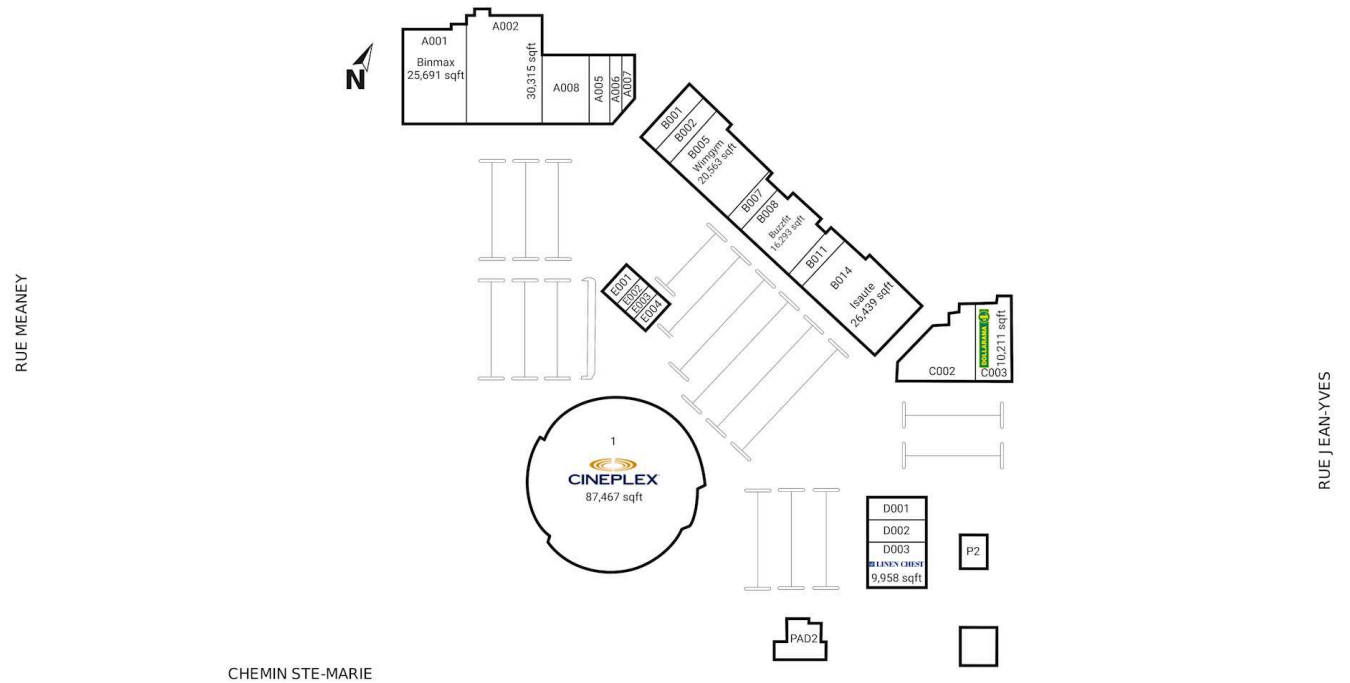 A001
Binmax
25,691 sqft
A002
30,315 sqft
A008
A005
A006
A007
N
B001
B002
B005
Wimgym
20,563 sqft
B007
B008
Buzzfit
16,293 sqft
B011
B014
Isaute
26,439 sqft
E001
E002
E003
E004
C002
DOLLARAMA
10,211 sqft
C003
RUE MEANEY
RUE JEAN-YVES
1
CINEPLEX
87,467 sqft
D001
D002
D003
LINEN CHEST
9,958 sqft
P2
PAD2
CHEMIN STE-MARIE